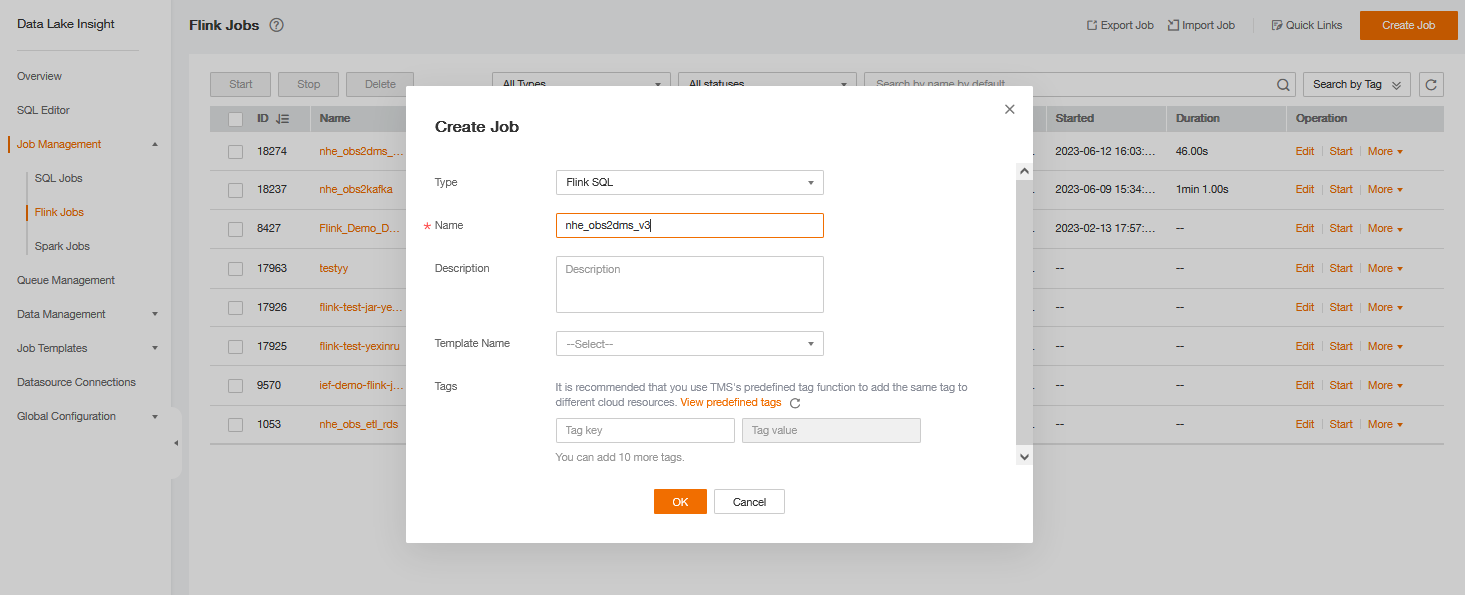 Data Lake Insight
Flink Jobs
Export Job
Import Job
Quick Links
Create Job
Overview
SQL Editor
Job Management
SQL Jobs
Flink Jobs
Spark Jobs
Queue Management
Data Management
Job Templates
Datasource Connections
Global Configuration
Start Stop Delete All Types All statuses Search by name by default Search by Tag
ID Name Started Duration Operation
18274 nhe_obs2dms_... 2023-06-12 16:03:... 46.00s Edit Start More
18237 nhe_obs2kafka 2023-06-09 15:34:... 1min 1.00s Edit Start More
8427 Flink_Demo_D... 2023-02-13 17:57:... -- Edit Start More
17963 testyy -- -- Edit Start More
17926 flink-test-jar-ye... -- -- Edit Start More
17925 flink-test-yexinru -- -- Edit Start More
9570 ief-demo-flink-j... -- -- Edit Start More
1053 nhe_obs_etl_rds -- -- Edit Start More
Create Job
Type Flink SQL
* Name nhe_obs2dms_v3
Description Description
Template Name --Select--
Tags It is recommended that you use TMS's predefined tag function to add the same tag to
different cloud resources. View predefined tags
Tag key Tag value
You can add 10 more tags.
OK Cancel